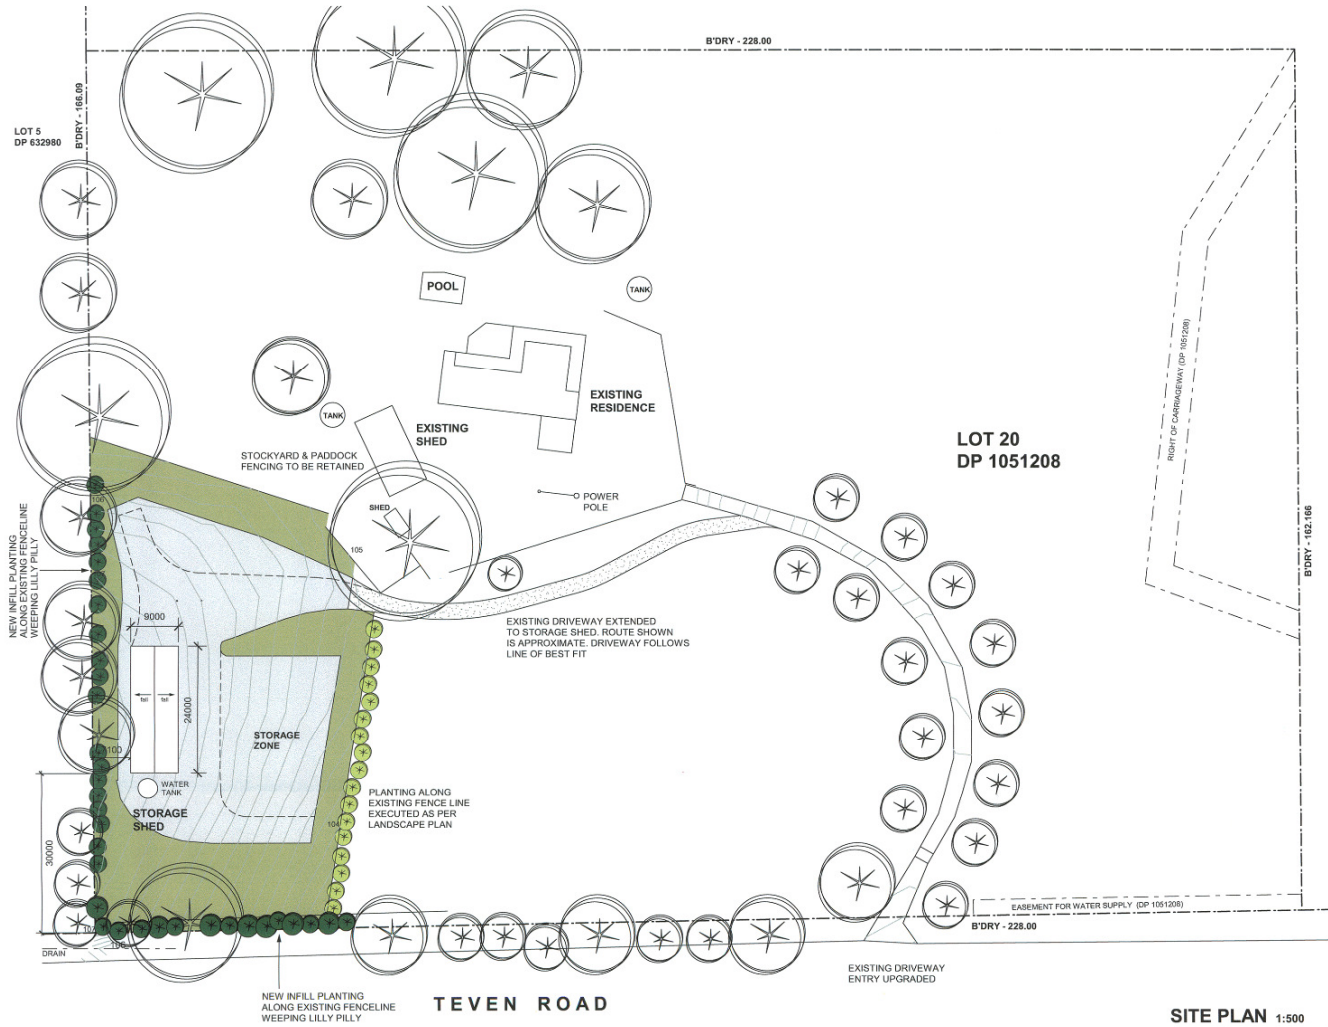 B'DRY - 228.00
B'DRY - 166.09
LOT 5
DP 632980
POOL
TANK
RIGHT OF CARRIAGEWAY (DP 1051208)
EXISTING
RESIDENCE
TANK
EXISTING
SHED
LOT 20
DP 1051208
STOCKYARD & PADDOCK
FENCING TO BE RETAINED
POWER
POLE
SHED
106
105
B'DRY - 162.166
NEW INFILL PLANTING
ALONG EXISTING FENCELINE
WEEPING LILLY PILLY
9000
EXISTING DRIVEWAY EXTENDED
TO STORAGE SHED. ROUTE SHOWN
IS APPROXIMATE. DRIVEWAY FOLLOWS
LINE OF BEST FIT
fall
fall
24000
STORAGE
ZONE
WATER
TANK
STORAGE
SHED
PLANTING ALONG
EXISTING FENCE LINE
EXECUTED AS PER
LANDSCAPE PLAN
104
30000
EASEMENT FOR WATER SUPPLY (DP 1051208)
B'DRY - 228.00
106
DRAIN
EXISTING DRIVEWAY
ENTRY UPGRADED
NEW INFILL PLANTING
ALONG EXISTING FENCELINE
WEEPING LILLY PILLY
TEVEN ROAD
SITE PLAN 1:500